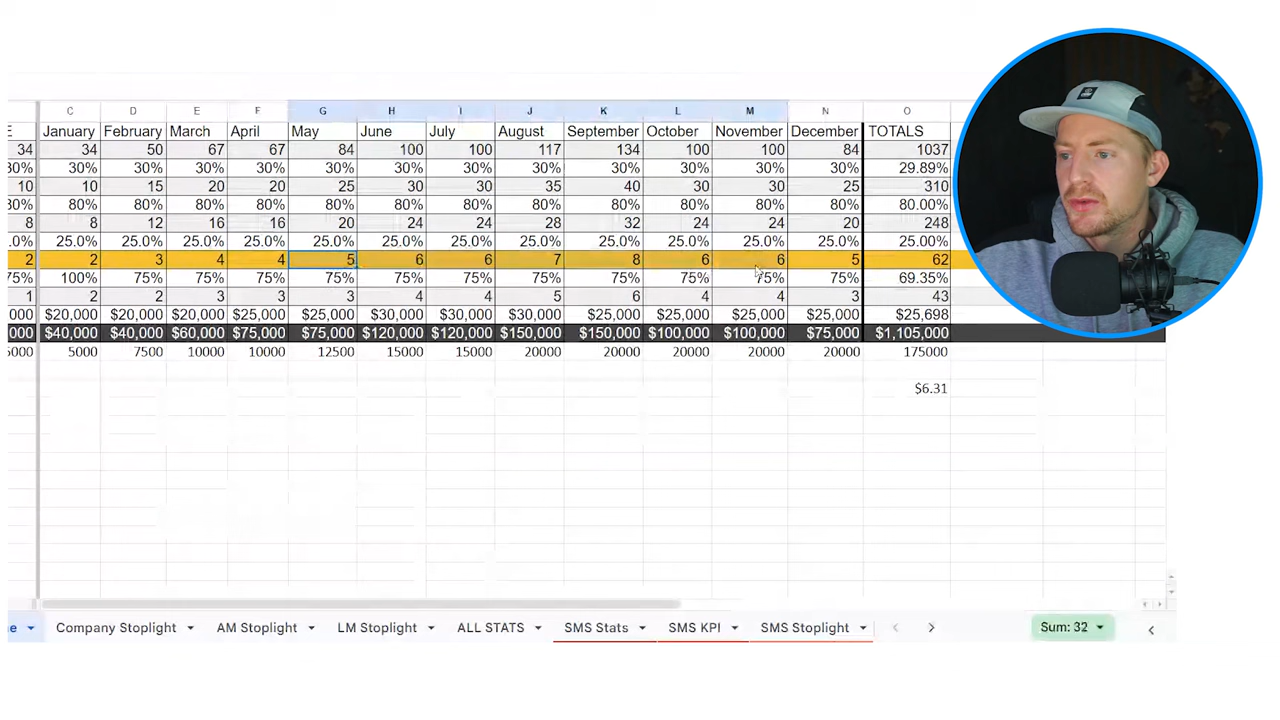 C D E F G H I J K L M N O
E January February March April May June July August September October November December TOTALS
34 34 50 67 67 84 100 100 117 134 100 100 84 1037
30% 30% 30% 30% 30% 30% 30% 30% 30% 30% 30% 30% 30% 29.89%
10 10 15 20 20 25 30 30 35 40 30 30 25 310
80% 80% 80% 80% 80% 80% 80% 80% 80% 80% 80% 80% 80% 80.00%
8 8 12 16 16 20 24 24 28 32 24 24 20 248
.0% 25.0% 25.0% 25.0% 25.0% 25.0% 25.0% 25.0% 25.0% 25.0% 25.0% 25.0% 25.0% 25.00%
2 2 3 4 4 5 6 6 7 8 6 6 5 62
75% 100% 75% 75% 75% 75% 75% 75% 75% 75% 75% 75% 75% 69.35%
1 2 2 3 3 3 4 4 5 6 4 4 3 43
000 $20,000 $20,000 $20,000 $25,000 $25,000 $30,000 $30,000 $30,000 $25,000 $25,000 $25,000 $25,000 $25,698
000 $40,000 $40,000 $60,000 $75,000 $75,000 $120,000 $120,000 $150,000 $150,000 $100,000 $100,000 $75,000 $1,105,000
5000 5000 7500 10000 10000 12500 15000 15000 20000 20000 20000 20000 20000 175000
$6.31
e Company Stoplight AM Stoplight LM Stoplight ALL STATS SMS Stats SMS KPI SMS Stoplight Sum: 32